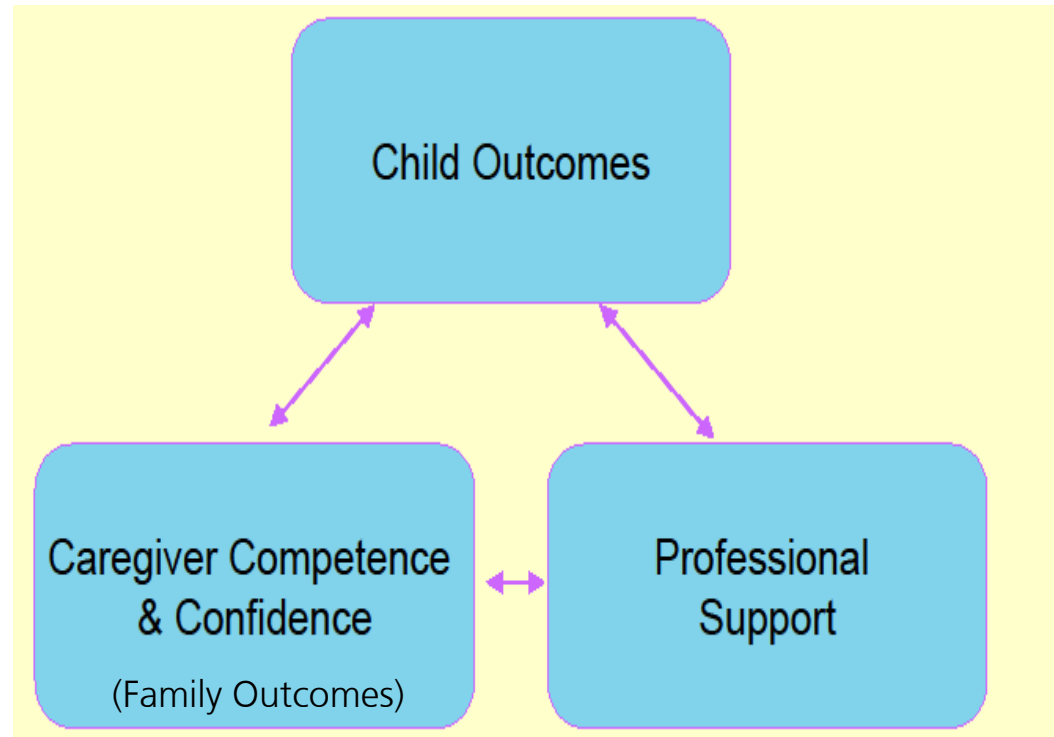 Child Outcomes
Caregiver Competence
& Confidence
(Family Outcomes)
Professional
Support